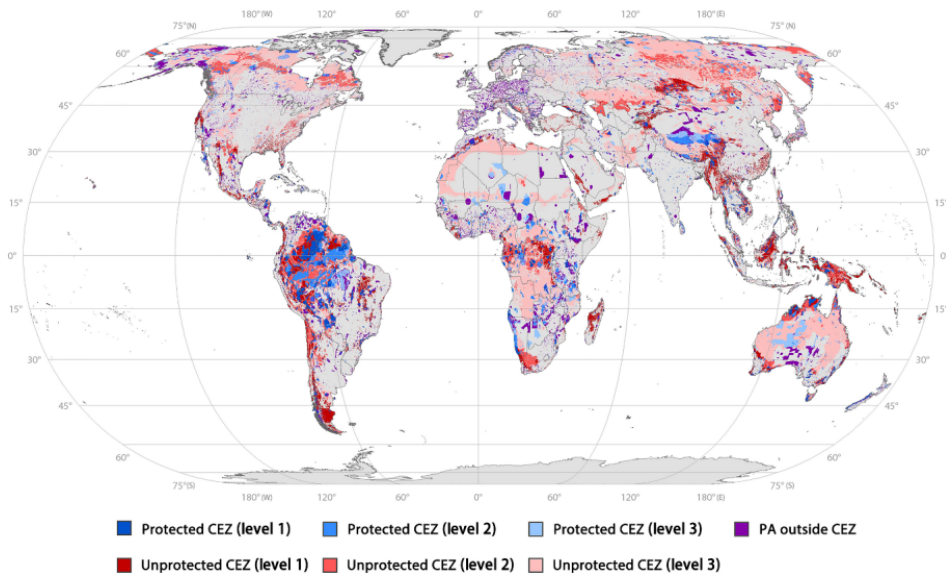 75°(N) 180°(W) 120° 60° 0° 60° 120° 180°(E) 75°(N)
60° 60°
45° 45°
30° 30°
15° 15°
0° 0°
15° 15°
30° 30°
45° 45°
60° 60°
75°(S) 180°(W) 120° 60° 0° 60° 120° 180°(E) 75°(S)
Protected CEZ (level 1) Protected CEZ (level 2) Protected CEZ (level 3) PA outside CEZ
Unprotected CEZ (level 1) Unprotected CEZ (level 2) Unprotected CEZ (level 3)